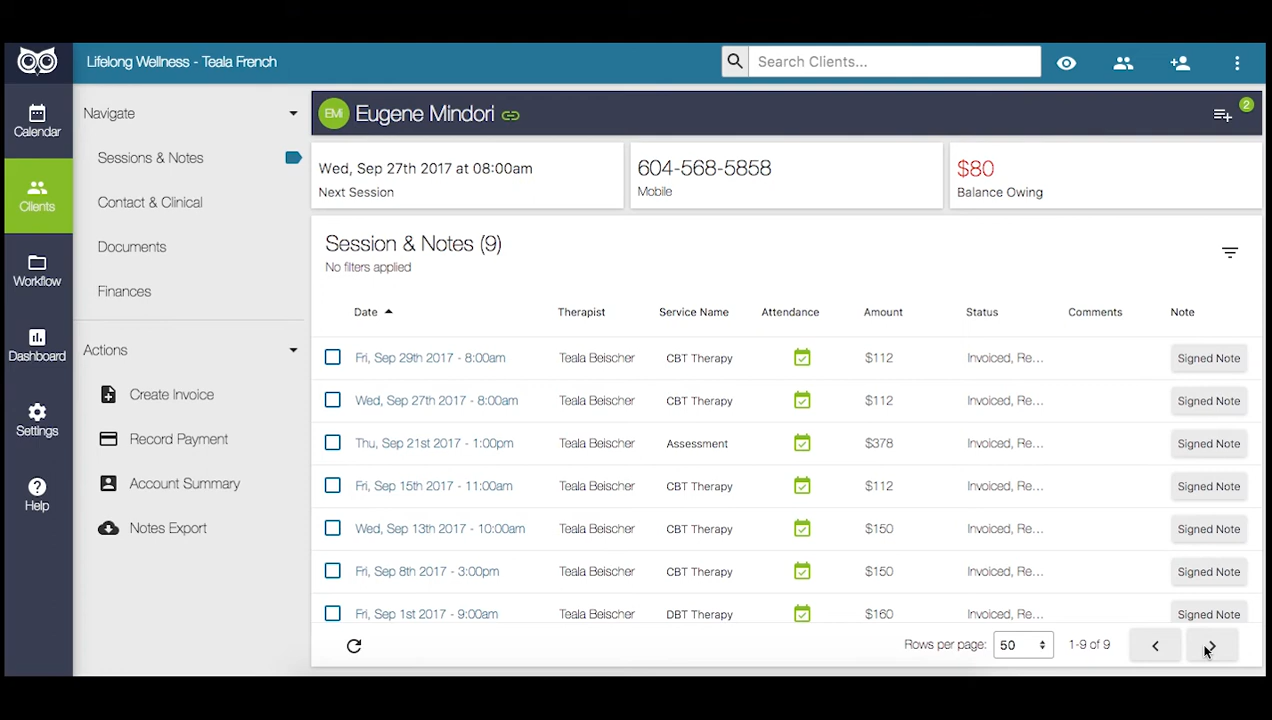 Lifelong Wellness - Teala French
Search Clients...
Calendar
Clients
Workflow
Dashboard
Settings
Help
Navigate
Sessions & Notes
Contact & Clinical
Documents
Finances
Actions
Create Invoice
Record Payment
Account Summary
Notes Export
EMi Eugene Mindori 2
Wed, Sep 27th 2017 at 08:00am
Next Session
604-568-5858
Mobile
$80
Balance Owing
Session & Notes (9)
No filters applied
Date Therapist Service Name Attendance Amount Status Comments Note
Fri, Sep 29th 2017 - 8:00am Teala Beischer CBT Therapy $112 Invoiced, Re... Signed Note
Wed, Sep 27th 2017 - 8:00am Teala Beischer CBT Therapy $112 Invoiced, Re... Signed Note
Thu, Sep 21st 2017 - 1:00pm Teala Beischer Assessment $378 Invoiced, Re... Signed Note
Fri, Sep 15th 2017 - 11:00am Teala Beischer CBT Therapy $112 Invoiced, Re... Signed Note
Wed, Sep 13th 2017 - 10:00am Teala Beischer CBT Therapy $150 Invoiced, Re... Signed Note
Fri, Sep 8th 2017 - 3:00pm Teala Beischer CBT Therapy $150 Invoiced, Re... Signed Note
Fri, Sep 1st 2017 - 9:00am Teala Beischer DBT Therapy $160 Invoiced, Re... Signed Note
Rows per page: 50 1-9 of 9